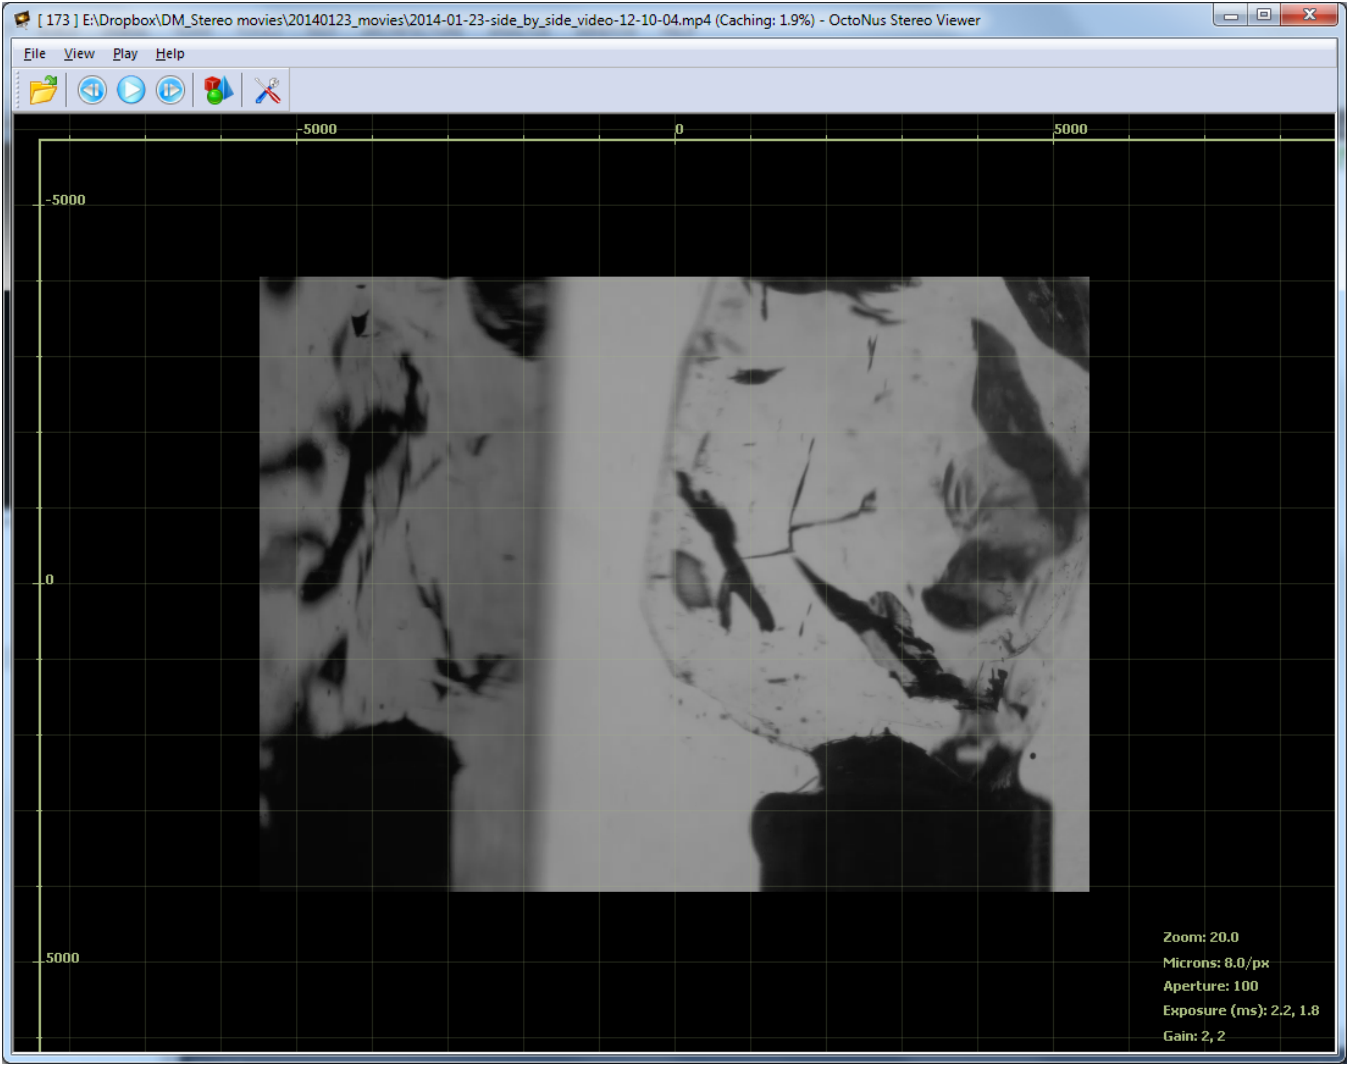 [ 173 ] E:\Dropbox\DM_Stereo movies\20140123_movies\2014-01-23-side_by_side_video-12-10-04.mp4 (Caching: 1.9%) - OctoNus Stereo Viewer
File View Play Help
-5000 0 5000
-5000
0
5000
Zoom: 20.0
Microns: 8.0/px
Aperture: 100
Exposure (ms): 2.2, 1.8
Gain: 2, 2